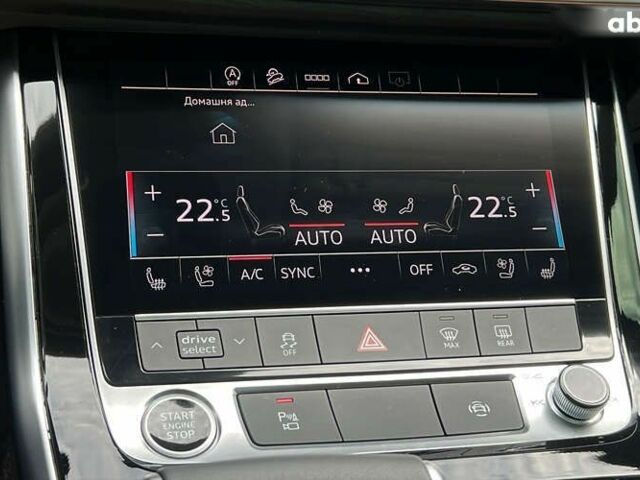 ab
A
OFF
Домашня ад...
+ 22.5 °C 22.5 °C +
— AUTO AUTO —
A/C SYNC ••• OFF
drive select
OFF
MAX
REAR
START ENGINE STOP
P